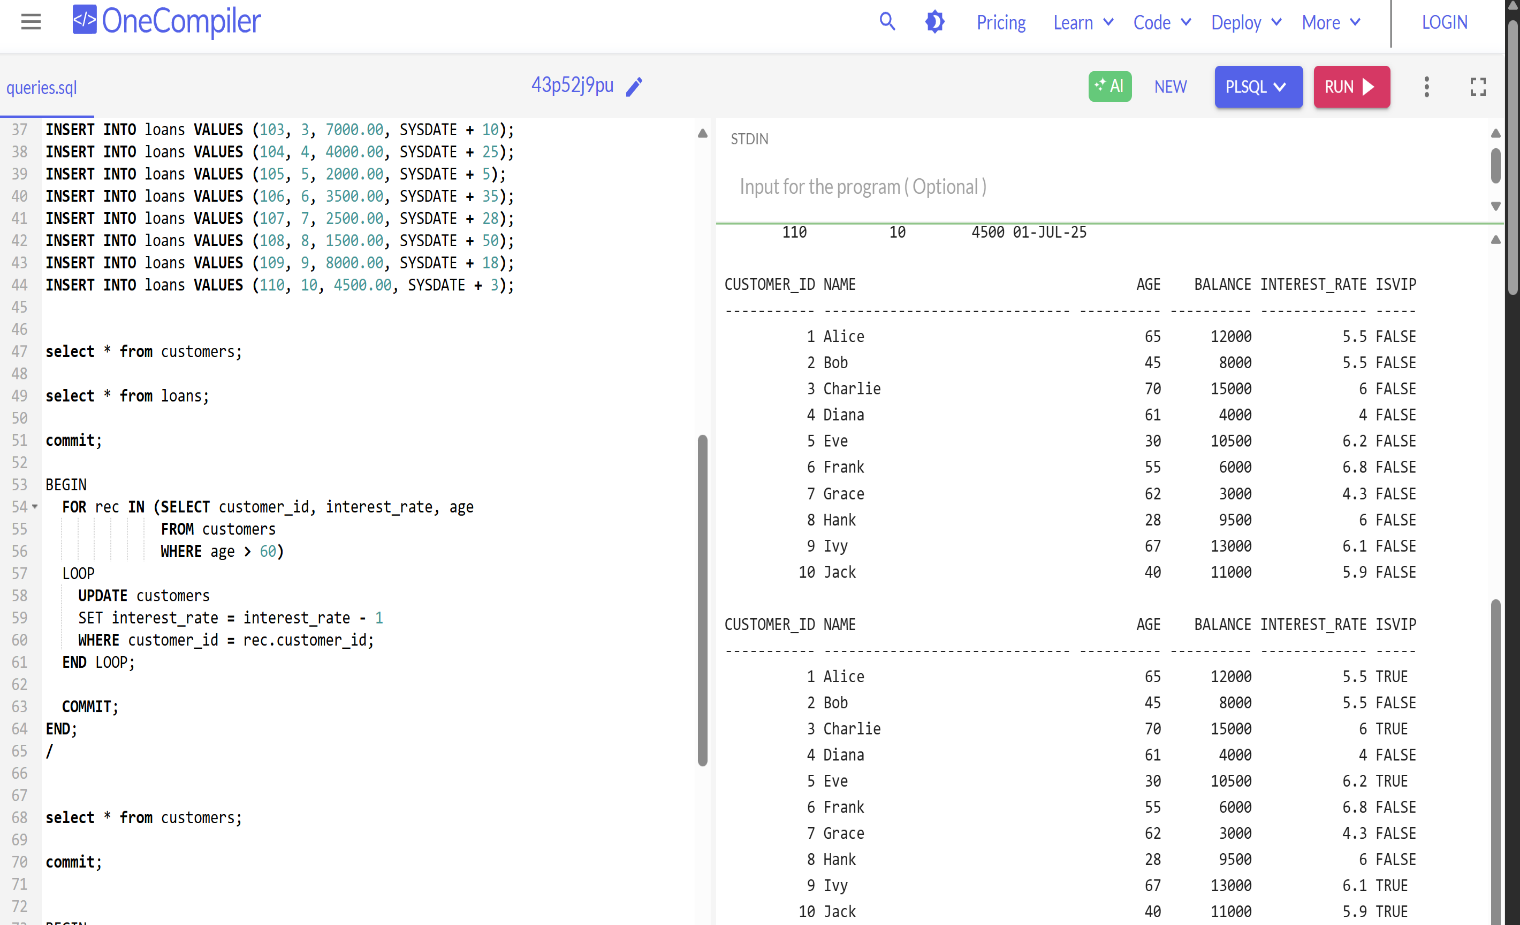 OneCompiler
Pricing Learn Code Deploy More LOGIN
queries.sql
43p52j9pu
AI NEW PLSQL RUN
37 INSERT INTO loans VALUES (103, 3, 7000.00, SYSDATE + 10);
38 INSERT INTO loans VALUES (104, 4, 4000.00, SYSDATE + 25);
39 INSERT INTO loans VALUES (105, 5, 2000.00, SYSDATE + 5);
40 INSERT INTO loans VALUES (106, 6, 3500.00, SYSDATE + 35);
41 INSERT INTO loans VALUES (107, 7, 2500.00, SYSDATE + 28);
42 INSERT INTO loans VALUES (108, 8, 1500.00, SYSDATE + 50);
43 INSERT INTO loans VALUES (109, 9, 8000.00, SYSDATE + 18);
44 INSERT INTO loans VALUES (110, 10, 4500.00, SYSDATE + 3);
45
46
47 select * from customers;
48
49 select * from loans;
50
51 commit;
52
53 BEGIN
54 FOR rec IN (SELECT customer_id, interest_rate, age
55 FROM customers
56 WHERE age > 60)
57 LOOP
58 UPDATE customers
59 SET interest_rate = interest_rate - 1
60 WHERE customer_id = rec.customer_id;
61 END LOOP;
62
63 COMMIT;
64 END;
65 /
66
67
68 select * from customers;
69
70 commit;
71
72
STDIN
Input for the program ( Optional )
110 10 4500 01-JUL-25
CUSTOMER_ID NAME AGE BALANCE INTEREST_RATE ISVIP
----------- ------------------------------ ---------- ---------- ------------- -----
1 Alice 65 12000 5.5 FALSE
2 Bob 45 8000 5.5 FALSE
3 Charlie 70 15000 6 FALSE
4 Diana 61 4000 4 FALSE
5 Eve 30 10500 6.2 FALSE
6 Frank 55 6000 6.8 FALSE
7 Grace 62 3000 4.3 FALSE
8 Hank 28 9500 6 FALSE
9 Ivy 67 13000 6.1 FALSE
10 Jack 40 11000 5.9 FALSE
CUSTOMER_ID NAME AGE BALANCE INTEREST_RATE ISVIP
----------- ------------------------------ ---------- ---------- ------------- -----
1 Alice 65 12000 5.5 TRUE
2 Bob 45 8000 5.5 FALSE
3 Charlie 70 15000 6 TRUE
4 Diana 61 4000 4 FALSE
5 Eve 30 10500 6.2 TRUE
6 Frank 55 6000 6.8 FALSE
7 Grace 62 3000 4.3 FALSE
8 Hank 28 9500 6 FALSE
9 Ivy 67 13000 6.1 TRUE
10 Jack 40 11000 5.9 TRUE